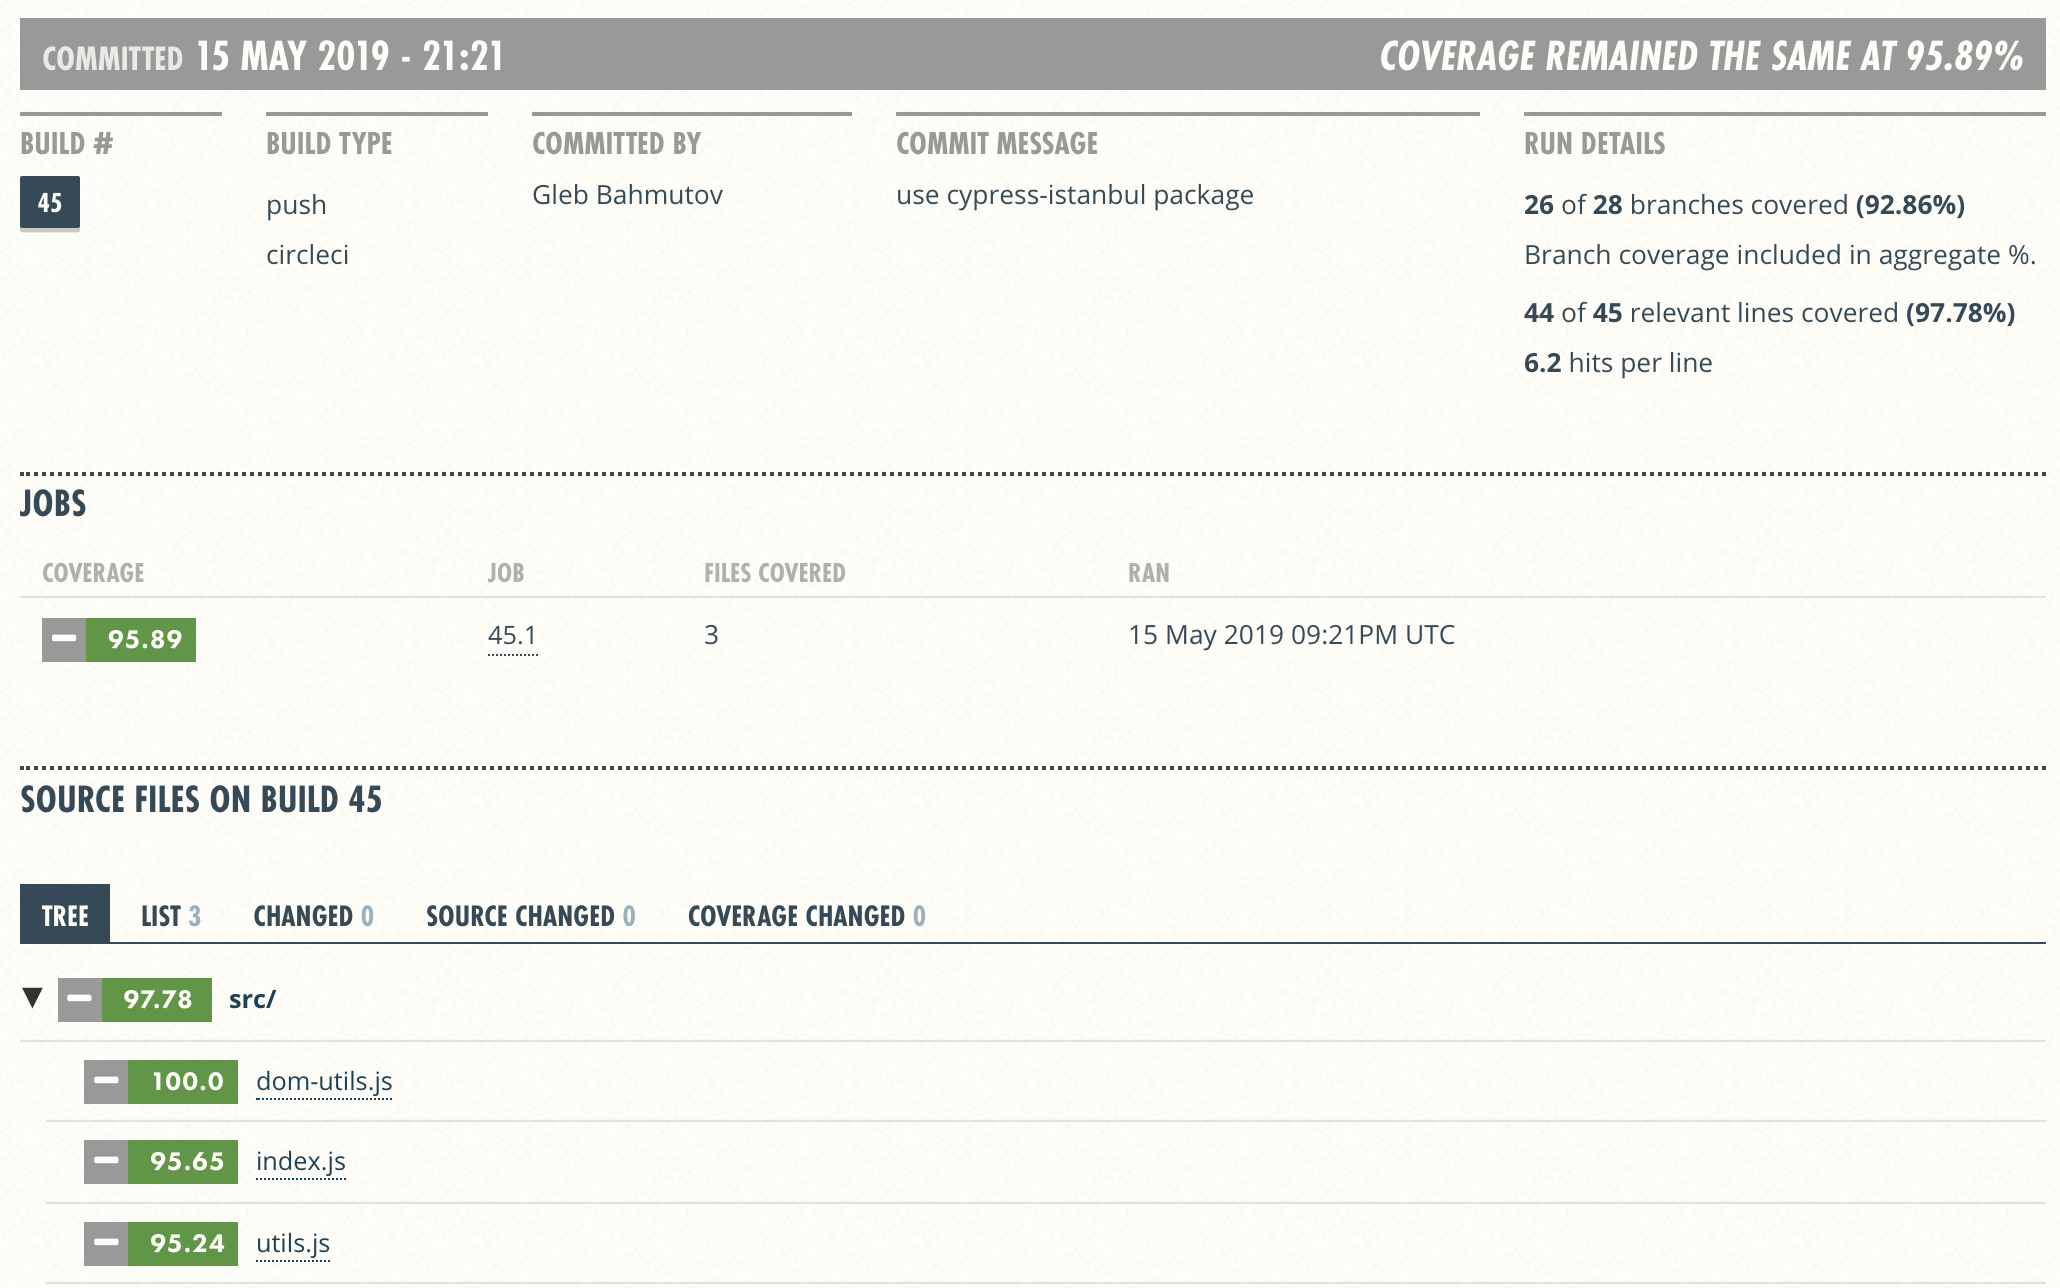 COMMITTED 15 MAY 2019 - 21:21
COVERAGE REMAINED THE SAME AT 95.89%
BUILD #
45
BUILD TYPE
push
circleci
COMMITTED BY
Gleb Bahmutov
COMMIT MESSAGE
use cypress-istanbul package
RUN DETAILS
26 of 28 branches covered (92.86%)
Branch coverage included in aggregate %.
44 of 45 relevant lines covered (97.78%)
6.2 hits per line
JOBS
COVERAGE JOB FILES COVERED RAN
95.89 45.1 3 15 May 2019 09:21PM UTC
SOURCE FILES ON BUILD 45
TREE LIST 3 CHANGED 0 SOURCE CHANGED 0 COVERAGE CHANGED 0
97.78 src/
100.0 dom-utils.js
95.65 index.js
95.24 utils.js